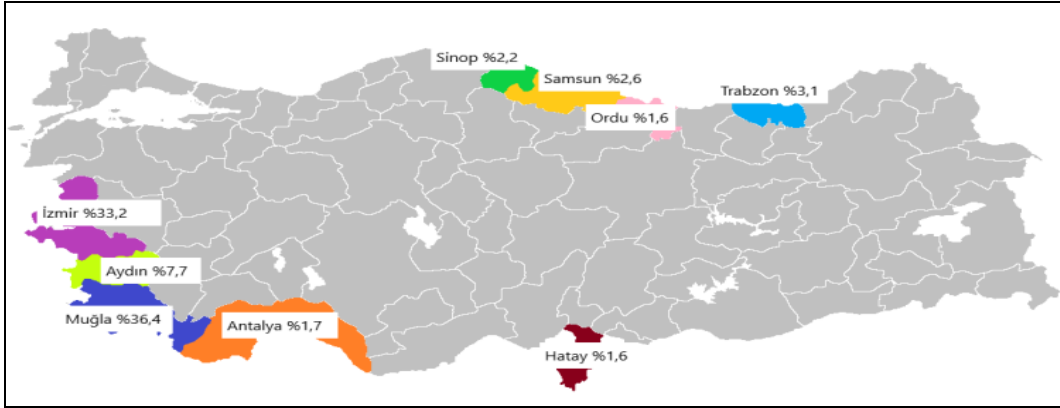 Sinop %2,2
Samsun %2,6
Trabzon %3,1
Ordu %1,6
İzmir %33,2
Aydın %7,7
Muğla %36,4
Antalya %1,7
Hatay %1,6